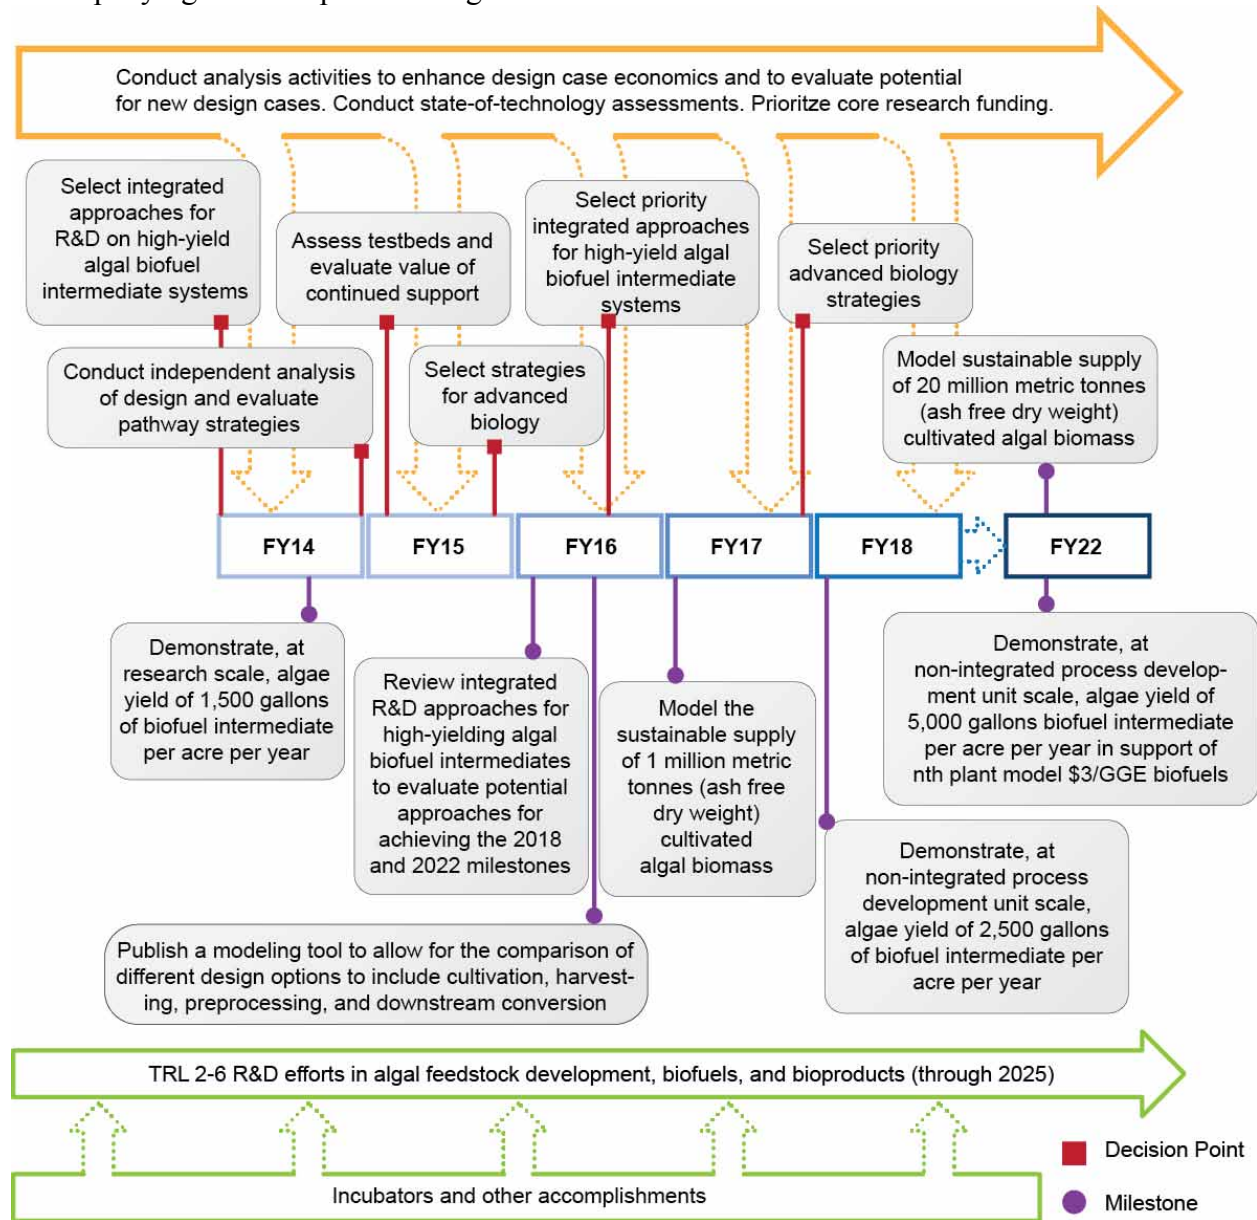 Conduct analysis activities to enhance design case economics and to evaluate potential
for new design cases. Conduct state-of-technology assessments. Prioritze core research funding.
Select integrated
approaches for
R&D on high-yield
algal biofuel
intermediate systems
Assess testbeds and
evaluate value of
continued support
Select priority
integrated approaches
for high-yield algal
biofuel intermediate
systems
Select priority
advanced biology
strategies
Conduct independent analysis
of design and evaluate
pathway strategies
Select strategies
for advanced
biology
Model sustainable supply
of 20 million metric tonnes
(ash free dry weight)
cultivated algal biomass
FY14
FY15
FY16
FY17
FY18
FY22
Demonstrate, at
research scale, algae
yield of 1,500 gallons
of biofuel intermediate
per acre per year
Review integrated
R&D approaches for
high-yielding algal
biofuel intermediates
to evaluate potential
approaches for
achieving the 2018
and 2022 milestones
Model the
sustainable supply
of 1 million metric
tonnes (ash free
dry weight)
cultivated
algal biomass
Demonstrate, at
non-integrated process develop-
ment unit scale, algae yield of
5,000 gallons biofuel intermediate
per acre per year in support of
nth plant model $3/GGE biofuels
Demonstrate, at
non-integrated process
development unit scale,
algae yield of 2,500 gallons
of biofuel intermediate per
acre per year
Publish a modeling tool to allow for the comparison of
different design options to include cultivation, harvest-
ing, preprocessing, and downstream conversion
TRL 2-6 R&D efforts in algal feedstock development, biofuels, and bioproducts (through 2025)
Incubators and other accomplishments
Decision Point
Milestone